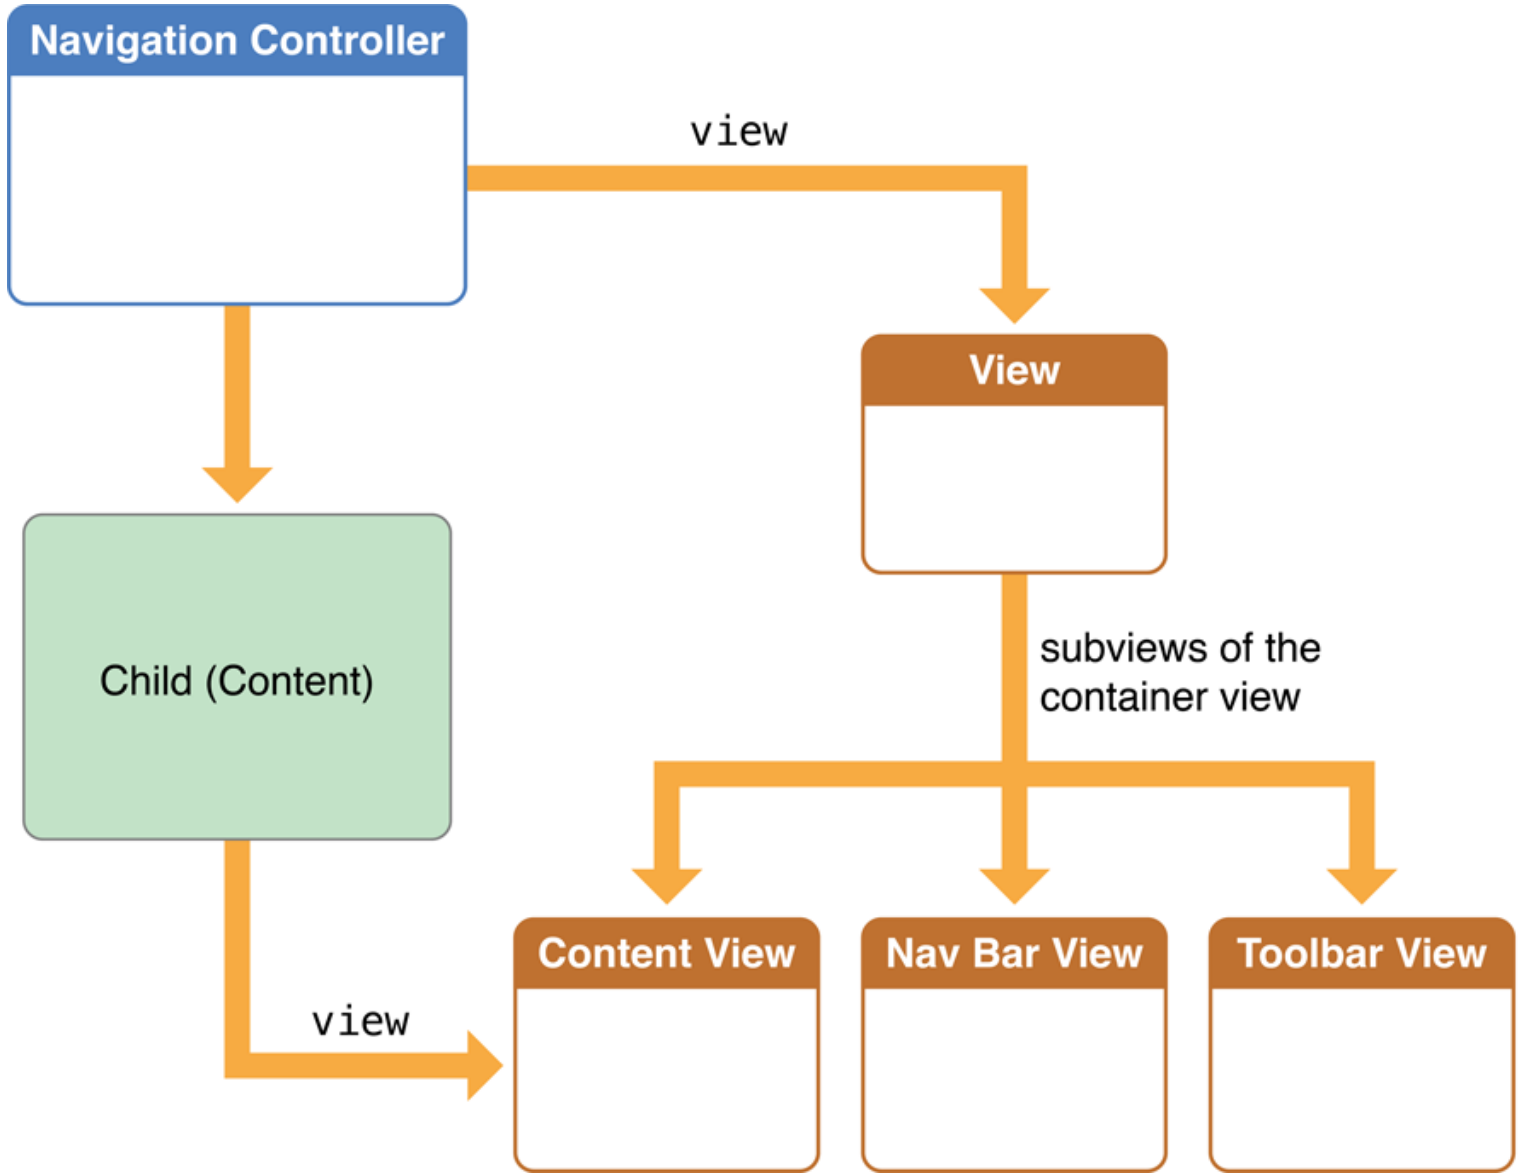 Navigation Controller
view
View
subviews of the
container view
Child (Content)
Content View
Nav Bar View
Toolbar View
view